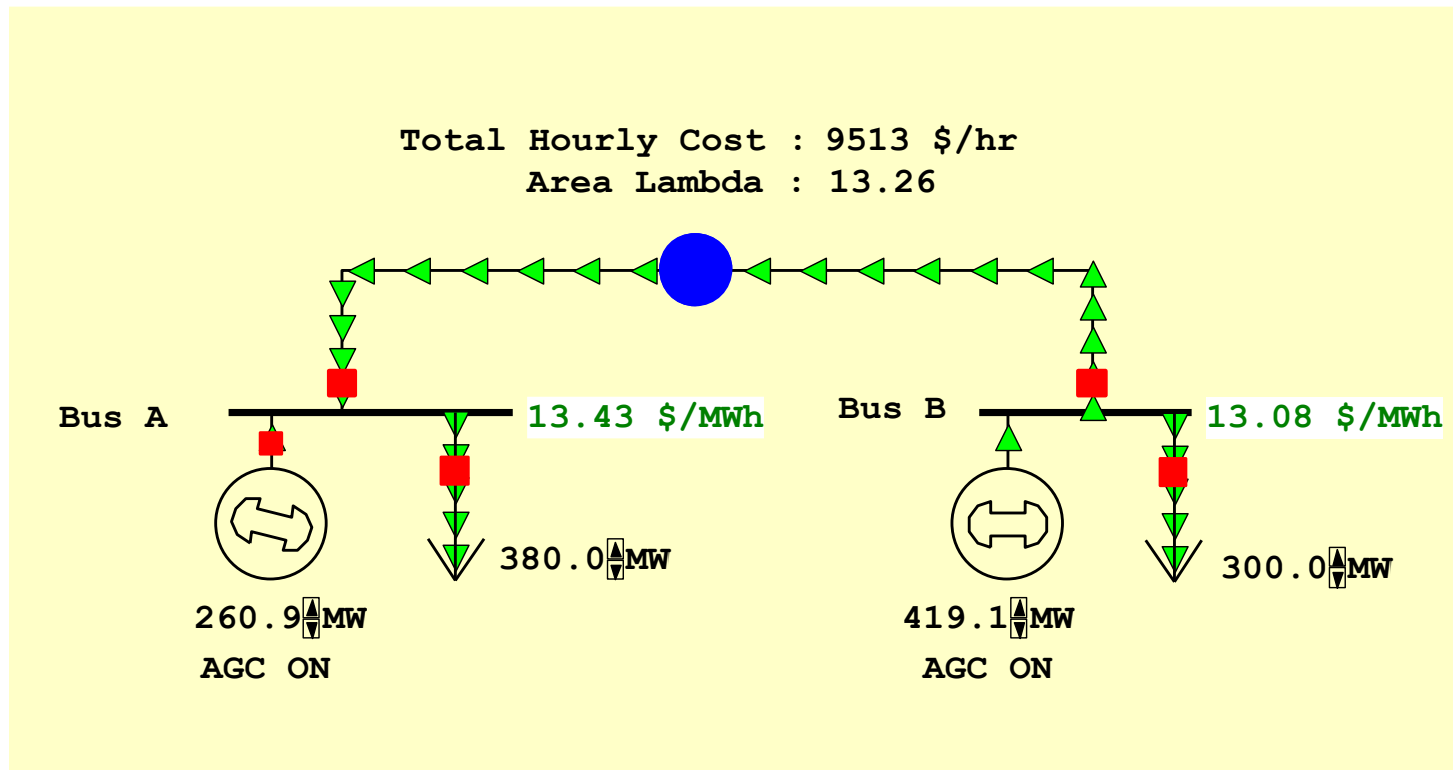 Total Hourly Cost : 9513 $/hr
Area Lambda : 13.26
Bus A
13.43 $/MWh
Bus B
13.08 $/MWh
380.0 MW
300.0 MW
260.9 MW
419.1 MW
AGC ON
AGC ON